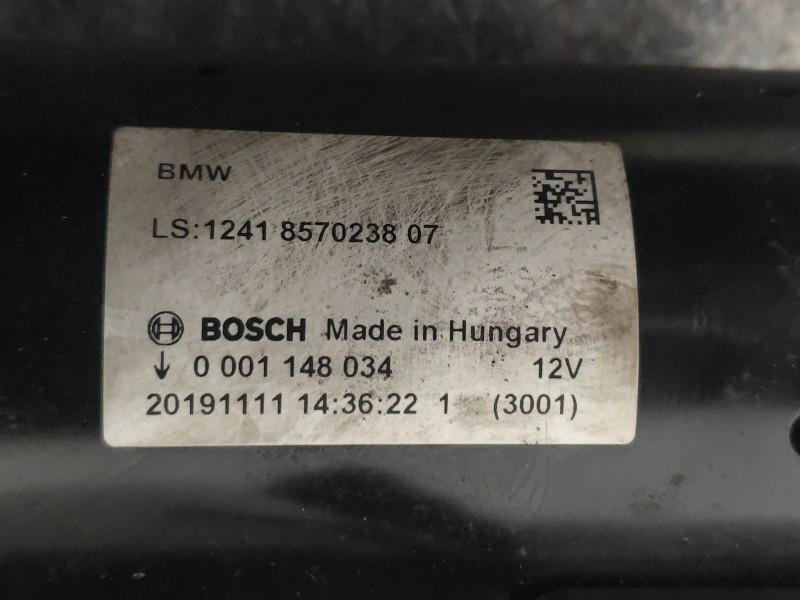 BMW
LS:1241 8570238 07
BOSCH Made in Hungary
↓ 0 001 148 034 12V
20191111 14:36:22 1 (3001)